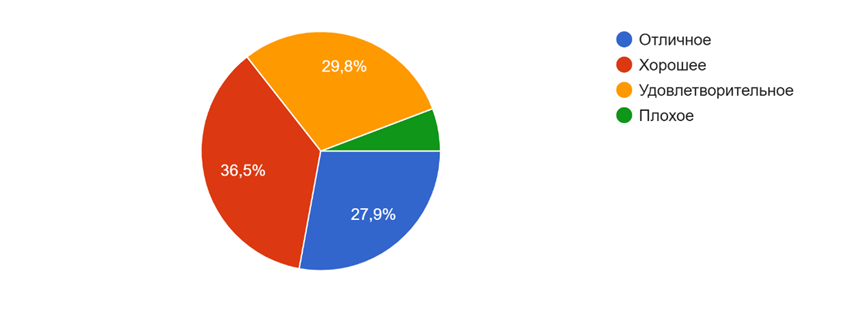 29,8%
36,5%
27,9%
Отличное
Хорошее
Удовлетворительное
Плохое